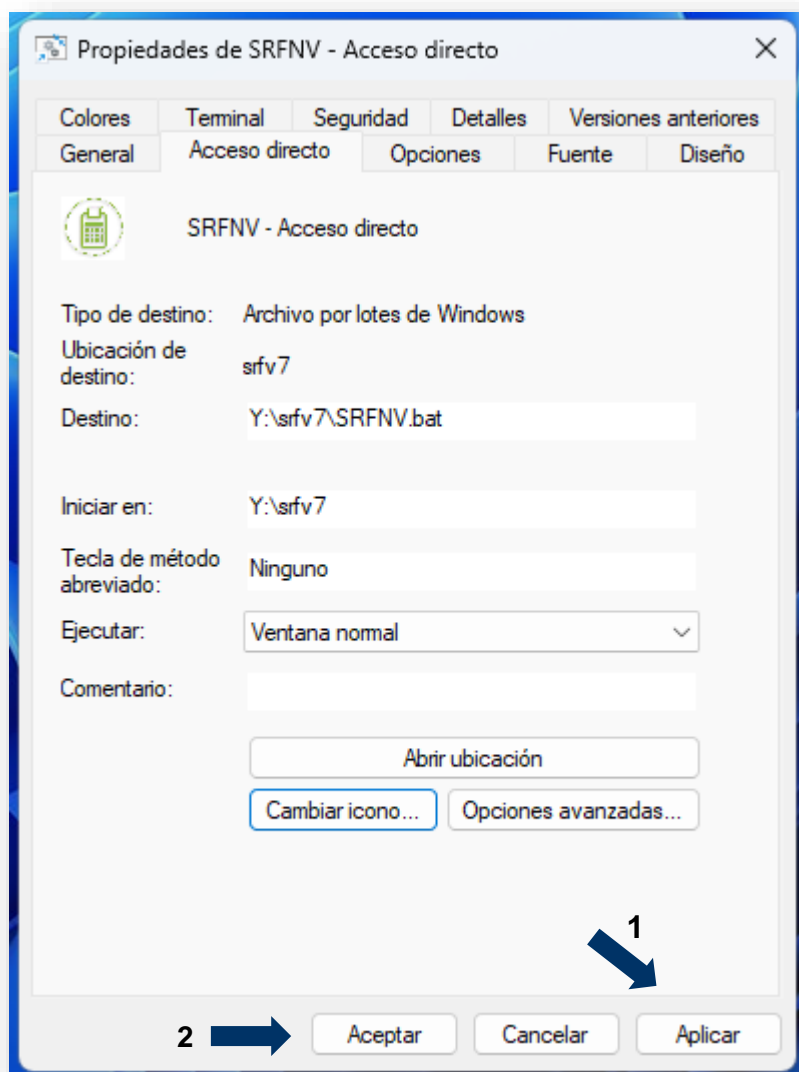 Propiedades de SRFNV - Acceso directo
Colores Terminal Seguridad Detalles Versiones anteriores
General Acceso directo Opciones Fuente Diseño
SRFNV - Acceso directo
Tipo de destino: Archivo por lotes de Windows
Ubicación de
destino: srfv7
Destino: Y:\srfv7\SRFNV.bat
Iniciar en: Y:\srfv7
Tecla de método
abreviado: Ninguno
Ejecutar: Ventana normal
Comentario:
Abrir ubicación
Cambiar icono... Opciones avanzadas...
1
2 Aceptar Cancelar Aplicar